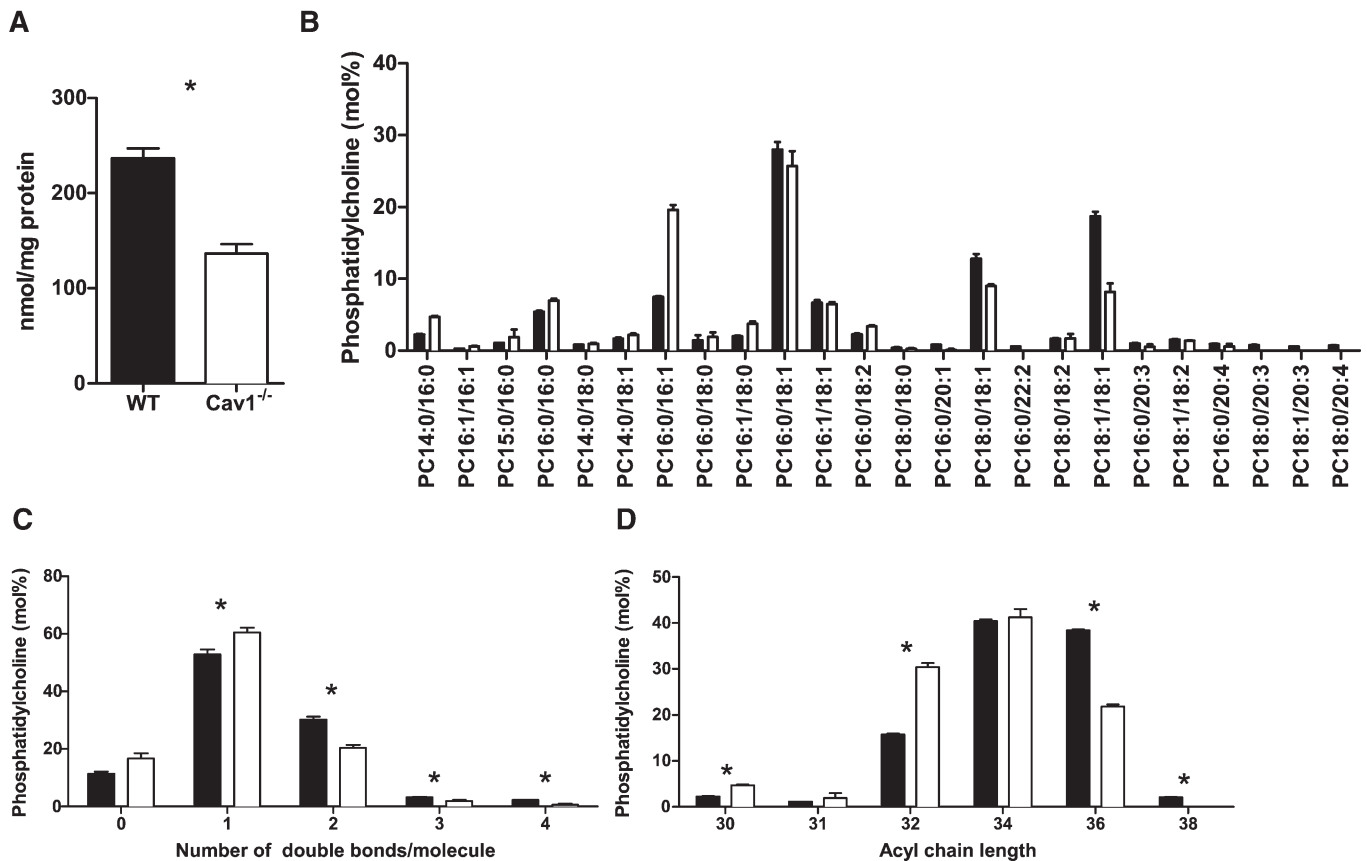 A
*
300
200
100
0
nmol/mg protein
WT
Cav1-/-
B
40
30
20
10
0
Phosphatidylcholine (mol%)
PC14:0/16:0
PC16:1/16:1
PC15:0/16:0
PC16:0/16:0
PC14:0/18:0
PC14:0/18:1
PC16:0/16:1
PC16:0/18:0
PC16:1/18:0
PC16:0/18:1
PC16:1/18:1
PC16:0/18:2
PC18:0/18:0
PC16:0/20:1
PC18:0/18:1
PC16:0/22:2
PC18:0/18:2
PC18:1/18:1
PC16:0/20:3
PC18:1/18:2
PC16:0/20:4
PC18:0/20:3
PC18:1/20:3
PC18:0/20:4
C
80
60
40
20
0
Phosphatidylcholine (mol%)
* * * *
0 1 2 3 4
Number of double bonds/molecule
D
50
40
30
20
10
0
Phosphatidylcholine (mol%)
* * * *
30 31 32 34 36 38
Acyl chain length